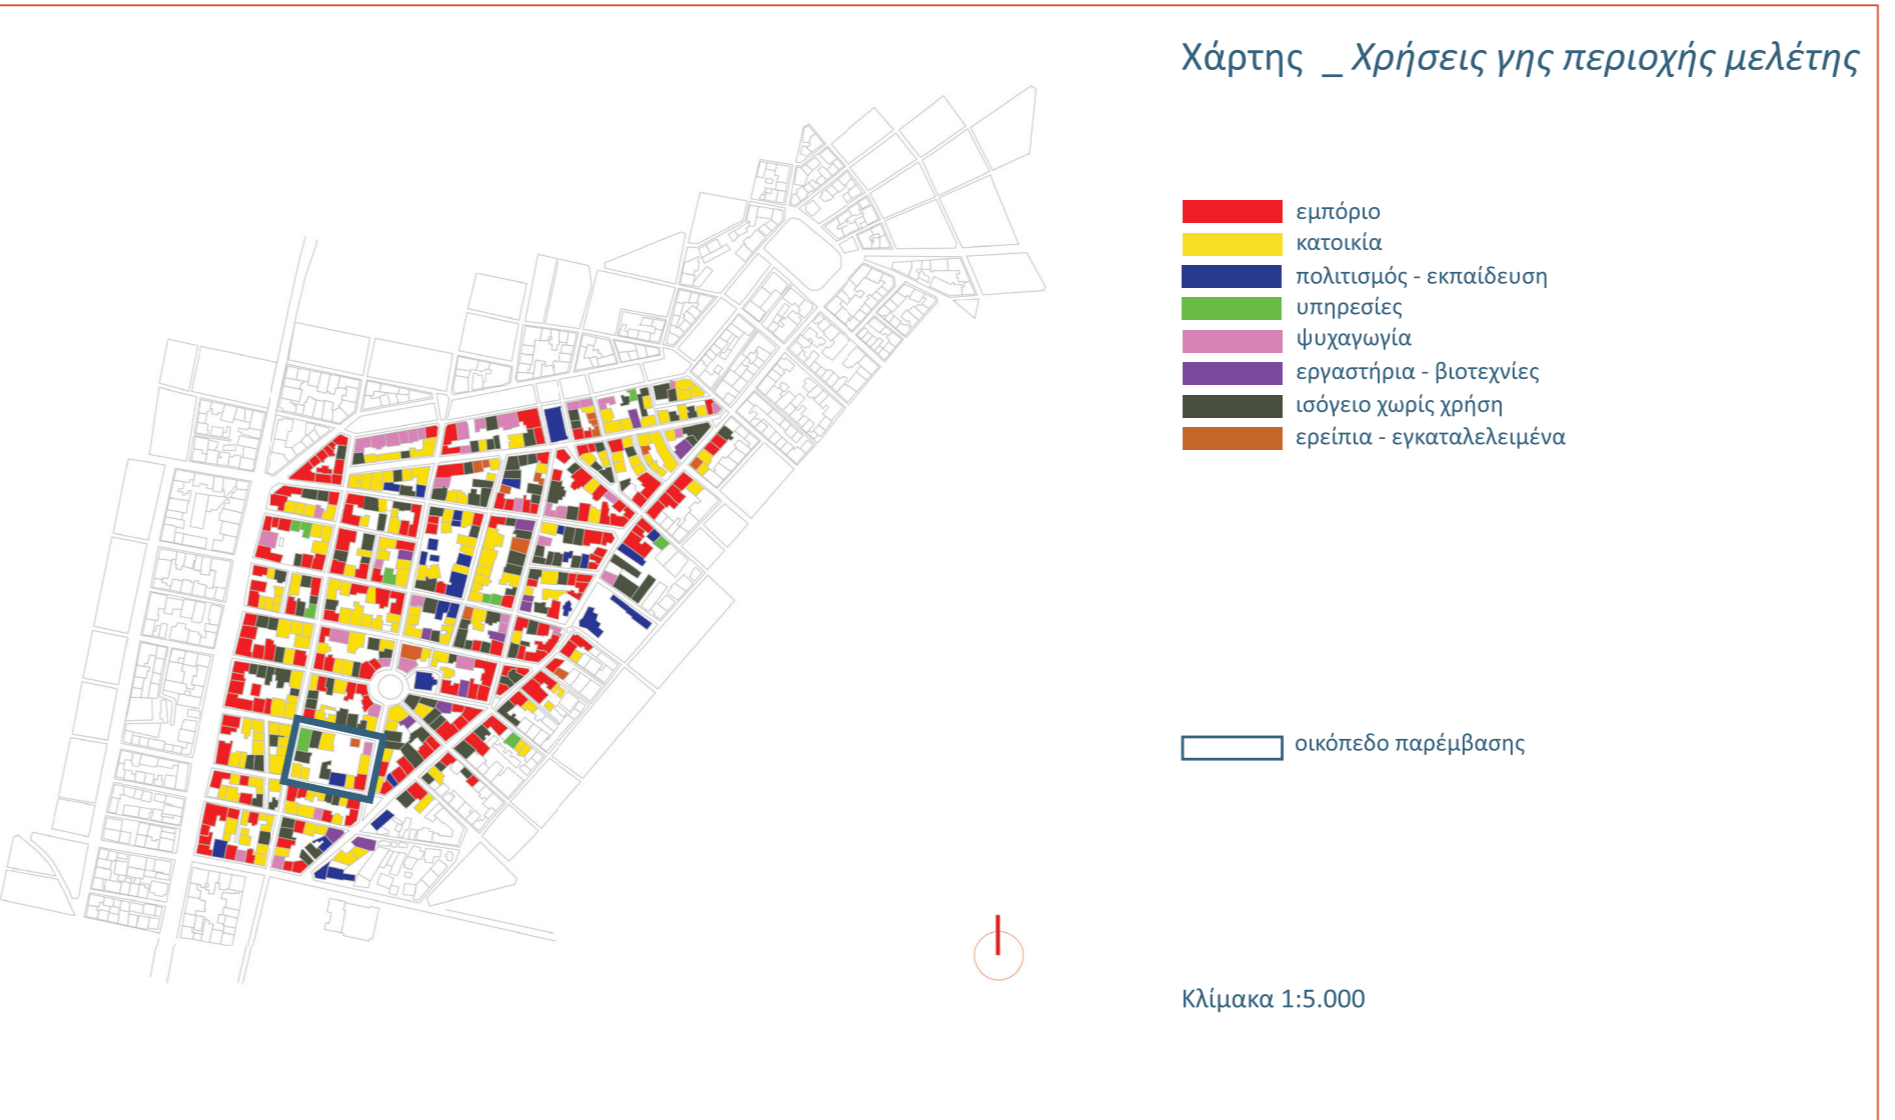 Χάρτης _ Χρήσεις γης περιοχής μελέτης
εμπόριο
κατοικία
πολιτισμός - εκπαίδευση
υπηρεσίες
ψυχαγωγία
εργαστήρια - βιοτεχνίες
ισόγειο χωρίς χρήση
ερείπια - εγκαταλελειμένα
οικόπεδο παρέμβασης
Κλίμακα 1:5.000